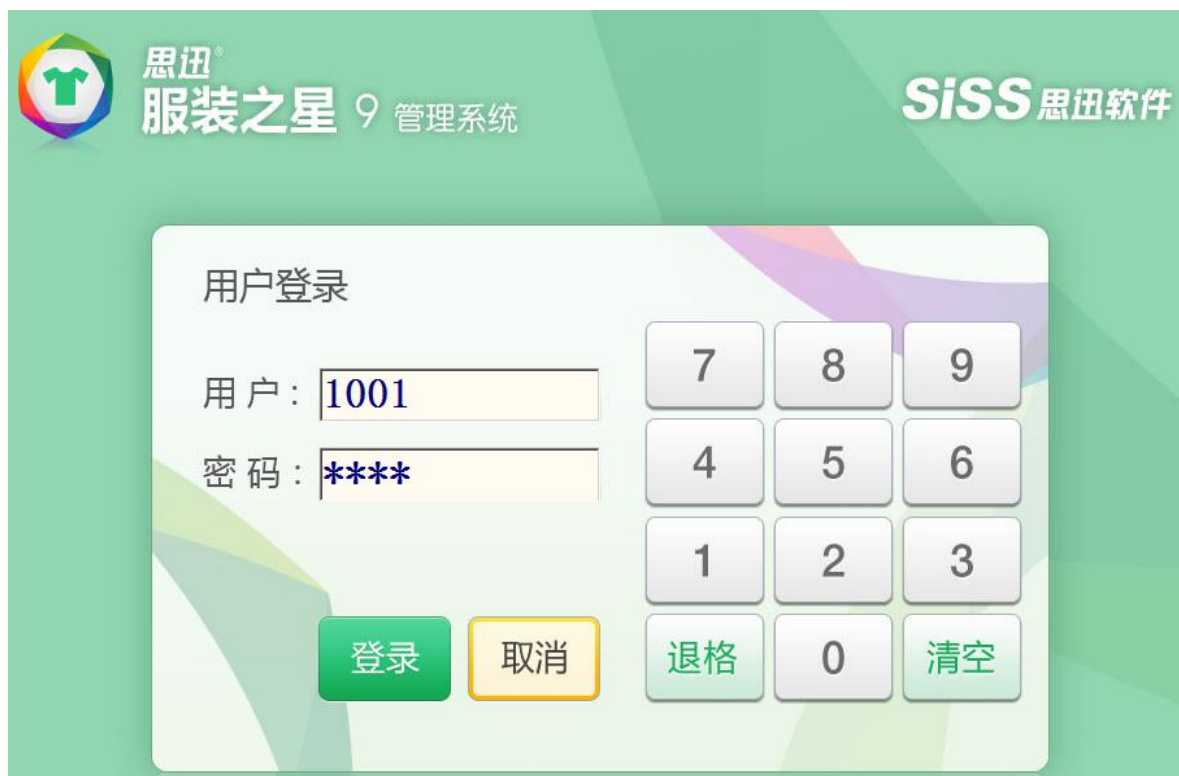 思迅®
服装之星 9 管理系统
SiSS 思迅软件
用户登录
用户: 1001
密码: ****
7 8 9
4 5 6
1 2 3
登录 取消 退格 0 清空